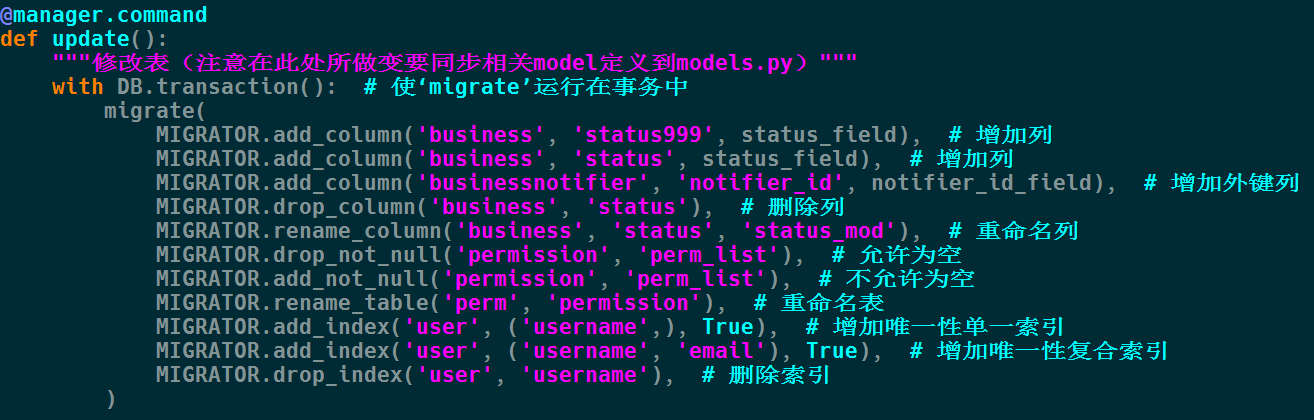 @manager.command
def update():
    """修改表（注意在此处所做变要同步相关model定义到models.py）"""
    with DB.transaction():  # 使‘migrate’运行在事务中
        migrate(
            MIGRATOR.add_column('business', 'status999', status_field),  # 增加列
            MIGRATOR.add_column('business', 'status', status_field),  # 增加列
            MIGRATOR.add_column('businessnotifier', 'notifier_id', notifier_id_field),  # 增加外键列
            MIGRATOR.drop_column('business', 'status'),  # 删除列
            MIGRATOR.rename_column('business', 'status', 'status_mod'),  # 重命名列
            MIGRATOR.drop_not_null('permission', 'perm_list'),  # 允许为空
            MIGRATOR.add_not_null('permission', 'perm_list'),  # 不允许为空
            MIGRATOR.rename_table('perm', 'permission'),  # 重命名表
            MIGRATOR.add_index('user', ('username',), True),  # 增加唯一性单一索引
            MIGRATOR.add_index('user', ('username', 'email'), True),  # 增加唯一性复合索引
            MIGRATOR.drop_index('user', 'username'),  # 删除索引
        )